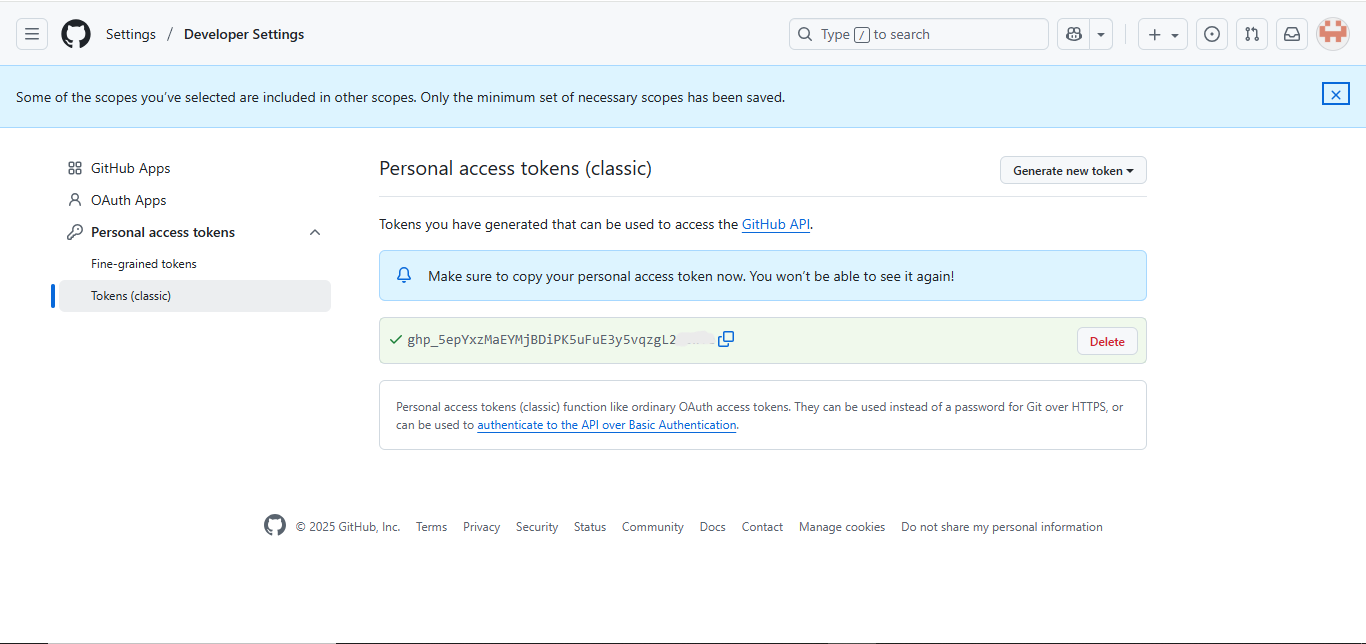 Settings / Developer Settings
Type / to search
Some of the scopes you've selected are included in other scopes. Only the minimum set of necessary scopes has been saved.
GitHub Apps
OAuth Apps
Personal access tokens
Fine-grained tokens
Tokens (classic)
Personal access tokens (classic)
Generate new token
Tokens you have generated that can be used to access the GitHub API.
Make sure to copy your personal access token now. You won't be able to see it again!
Delete
Personal access tokens (classic) function like ordinary OAuth access tokens. They can be used instead of a password for Git over HTTPS, or
can be used to authenticate to the API over Basic Authentication.
© 2025 GitHub, Inc. Terms Privacy Security Status Community Docs Contact Manage cookies Do not share my personal information